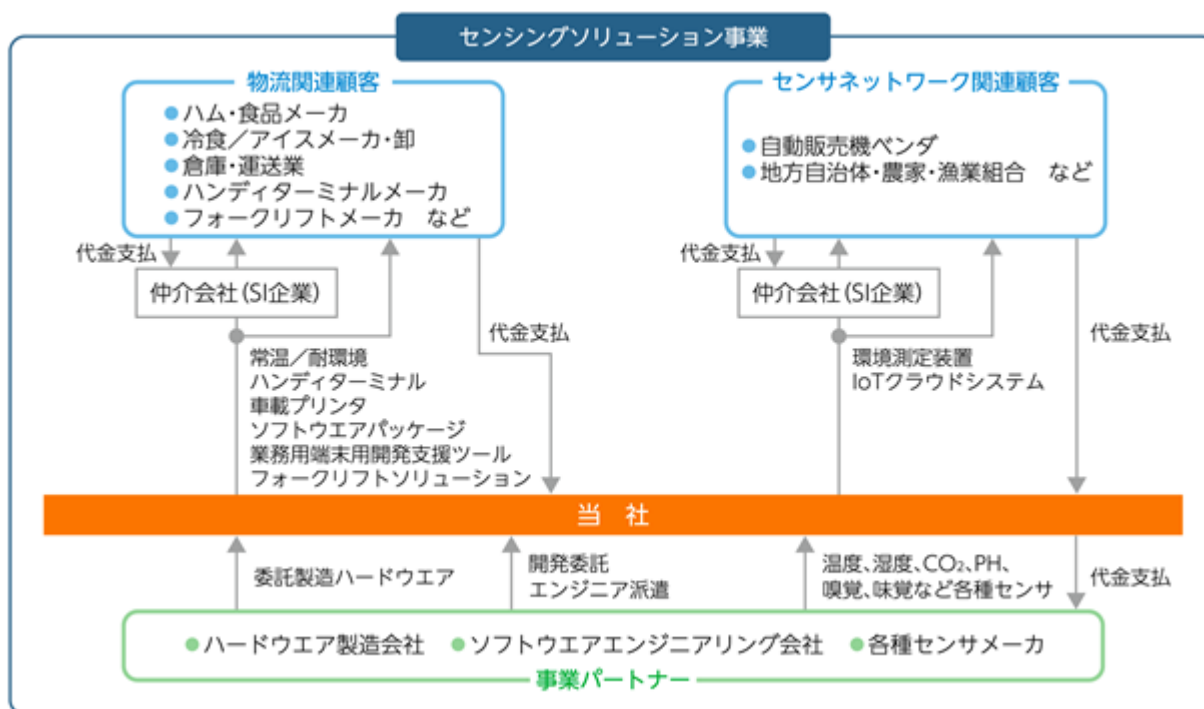 センシングソリューション事業
物流関連顧客
●ハム・食品メーカ
●冷食／アイスメーカ・卸
●倉庫・運送業
●ハンディターミナルメーカ
●フォークリフトメーカ　など
センサネットワーク関連顧客
●自動販売機ベンダ
●地方自治体・農家・漁業組合　など
代金支払
仲介会社(SI企業)
代金支払
常温／耐環境
ハンディターミナル
車載プリンタ
ソフトウエアパッケージ
業務用端末用開発支援ツール
フォークリフトソリューション
代金支払
仲介会社(SI企業)
代金支払
環境測定装置
IoTクラウドシステム
当　社
委託製造ハードウエア
開発委託
エンジニア派遣
温度、湿度、CO₂、PH、
嗅覚、味覚など各種センサ
代金支払
●ハードウエア製造会社　●ソフトウエアエンジニアリング会社　●各種センサメーカ
事業パートナー